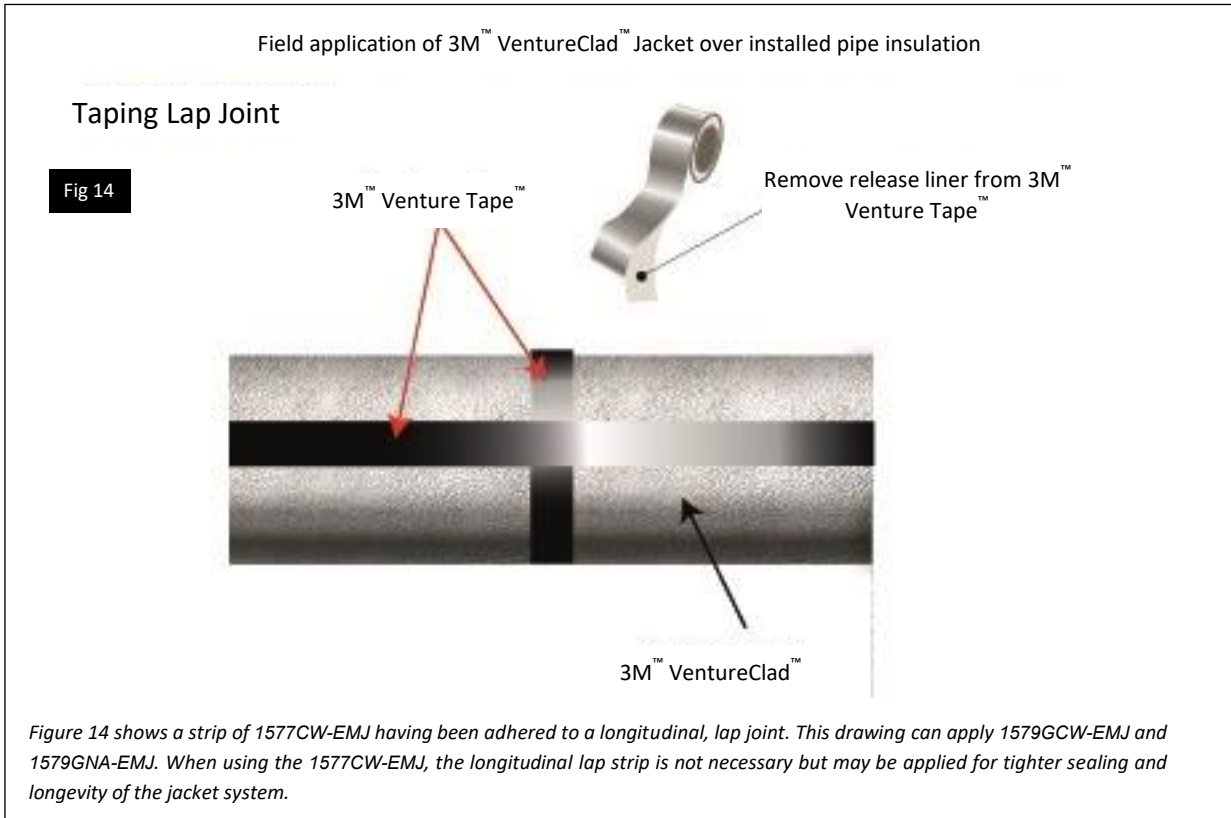 Field application of 3M™ VentureClad™ Jacket over installed pipe insulation
Taping Lap Joint
Fig 14
3M™ Venture Tape™
Remove release liner from 3M™
Venture Tape™
3M™ VentureClad™
Figure 14 shows a strip of 1577CW-EMJ having been adhered to a longitudinal, lap joint. This drawing can apply 1579GCW-EMJ and
1579GNA-EMJ. When using the 1577CW-EMJ, the longitudinal lap strip is not necessary but may be applied for tighter sealing and
longevity of the jacket system.